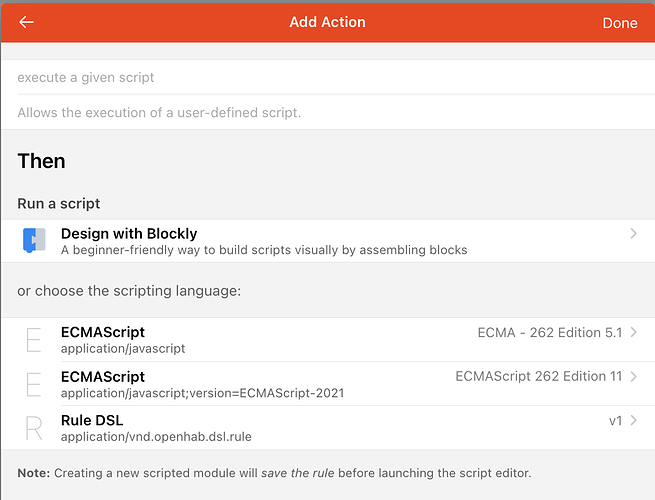 Add Action
Done
execute a given script
Allows the execution of a user-defined script.
Then
Run a script
Design with Blockly
A beginner-friendly way to build scripts visually by assembling blocks
or choose the scripting language:
E
ECMAScript
ECMA - 262 Edition 5.1
application/javascript
E
ECMAScript
ECMAScript 262 Edition 11
application/javascript;version=ECMAScript-2021
R
Rule DSL
v1
application/vnd.openhab.dsl.rule
Note: Creating a new scripted module will save the rule before launching the script editor.